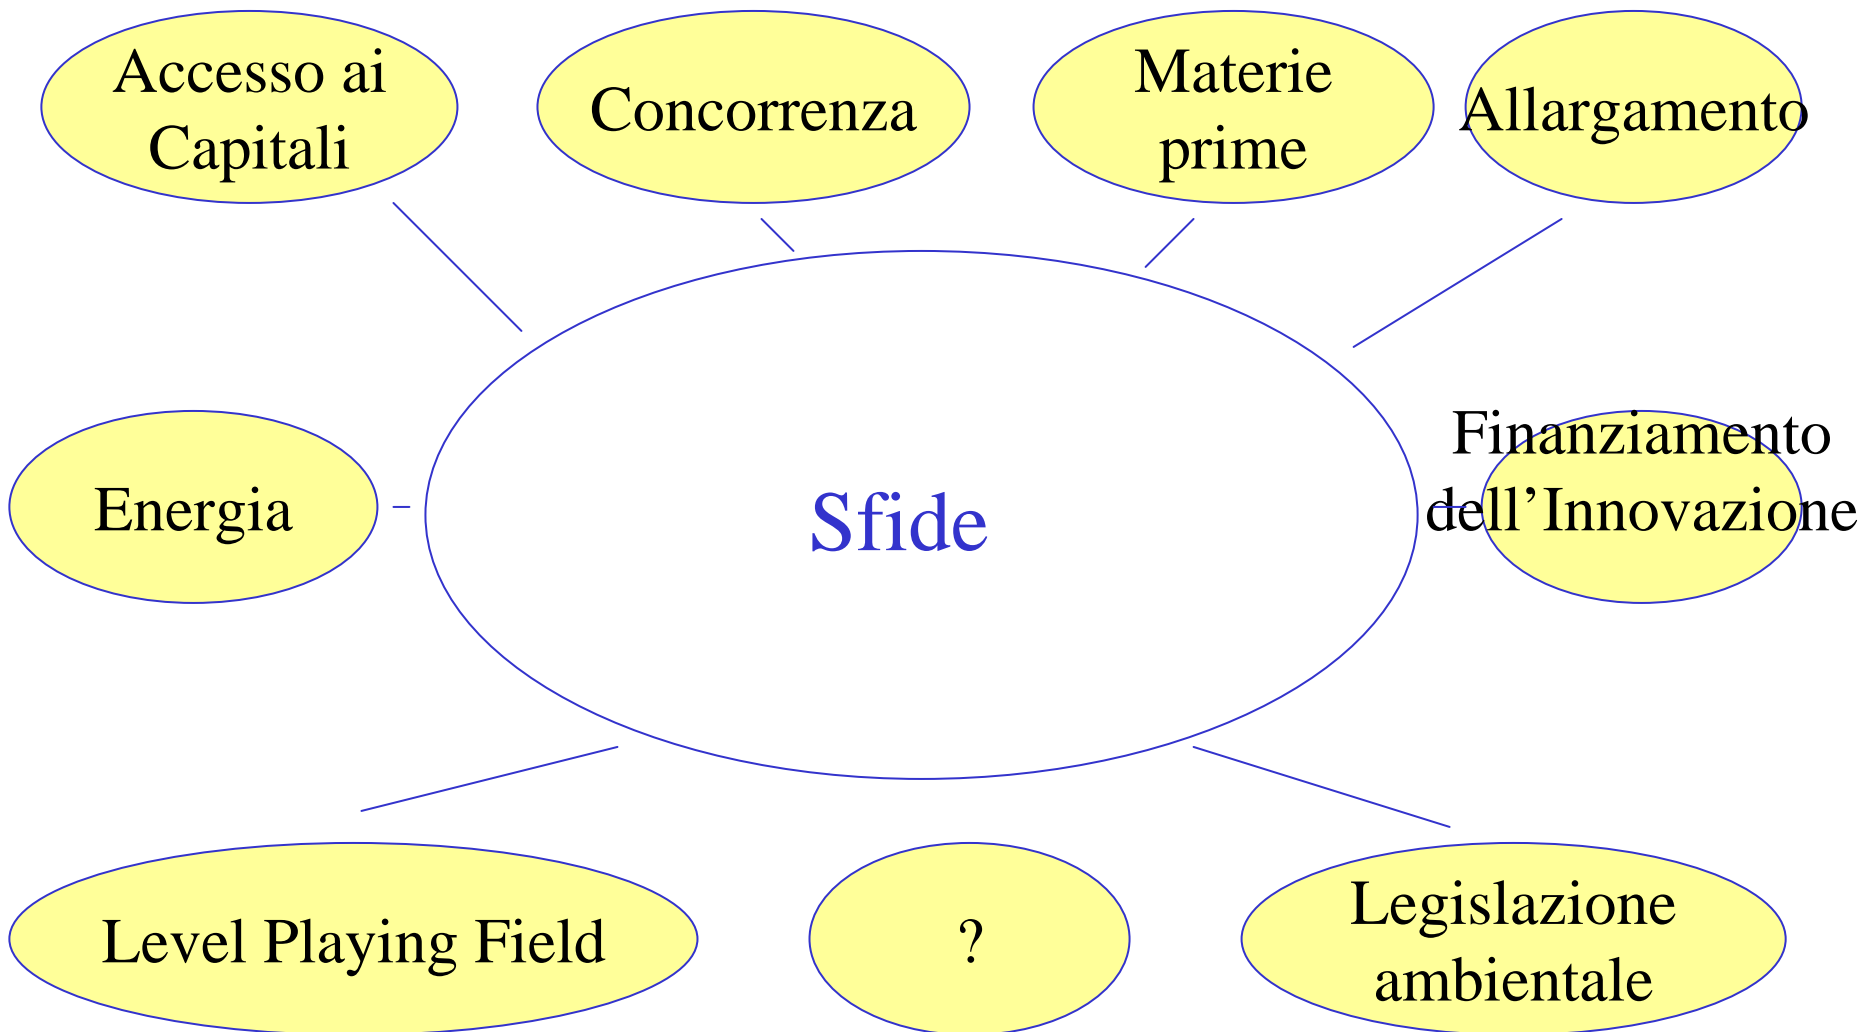 Accesso ai
Capitali
Concorrenza
Materie
prime
Allargamento
Energia
Sfide
Finanziamento
dell’Innovazione
Level Playing Field
?
Legislazione
ambientale